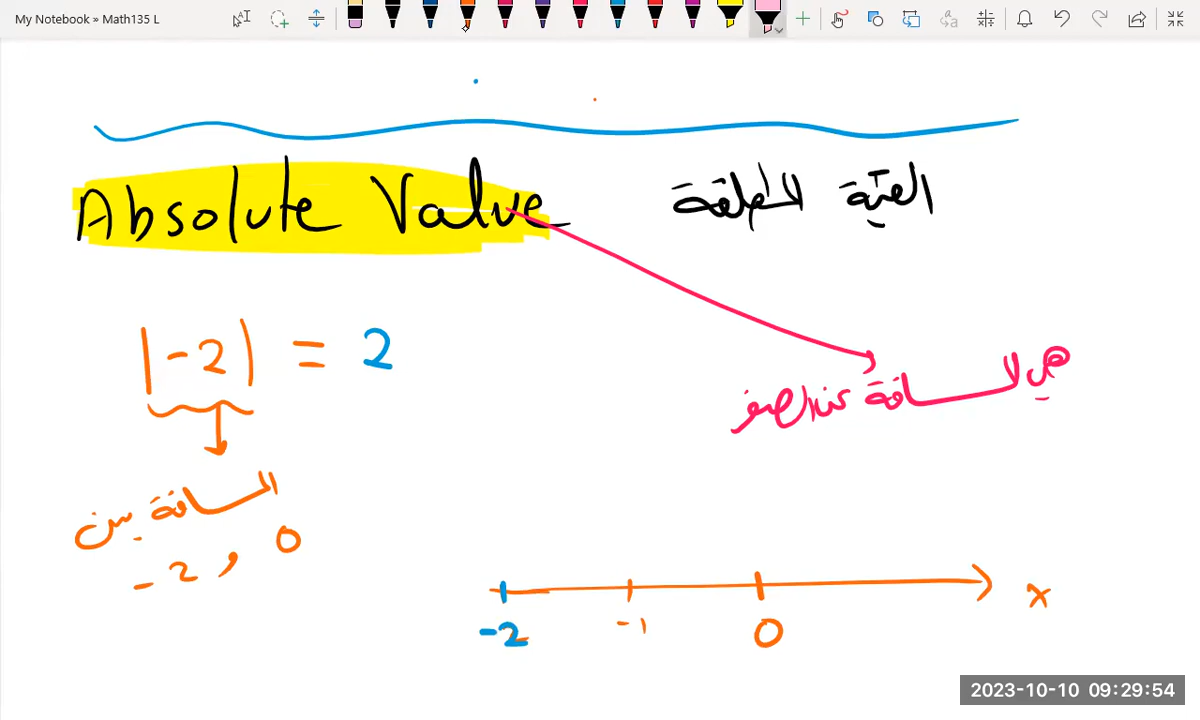 My Notebook » Math135 L
Absolute Value القيمة المطلقة
|-2| = 2
هي المسافة عن الصفر
المسافة بين
-2 , 0
-2 -1 0 x
2023-10-10 09:29:54